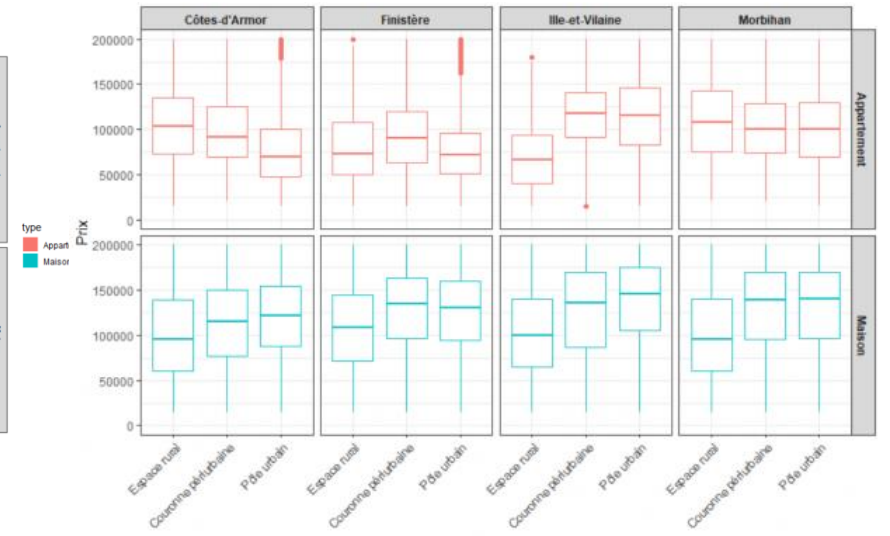 Côtes-d'Armor
Finistère
Ille-et-Vilaine
Morbihan
200000
150000
100000
50000
0
Appartement
Prix
200000
150000
100000
50000
0
Maison
type
Appart
Maison
Espace rural
Couronne périurbaine
Pôle urbain
Espace rural
Couronne périurbaine
Pôle urbain
Espace rural
Couronne périurbaine
Pôle urbain
Espace rural
Couronne périurbaine
Pôle urbain